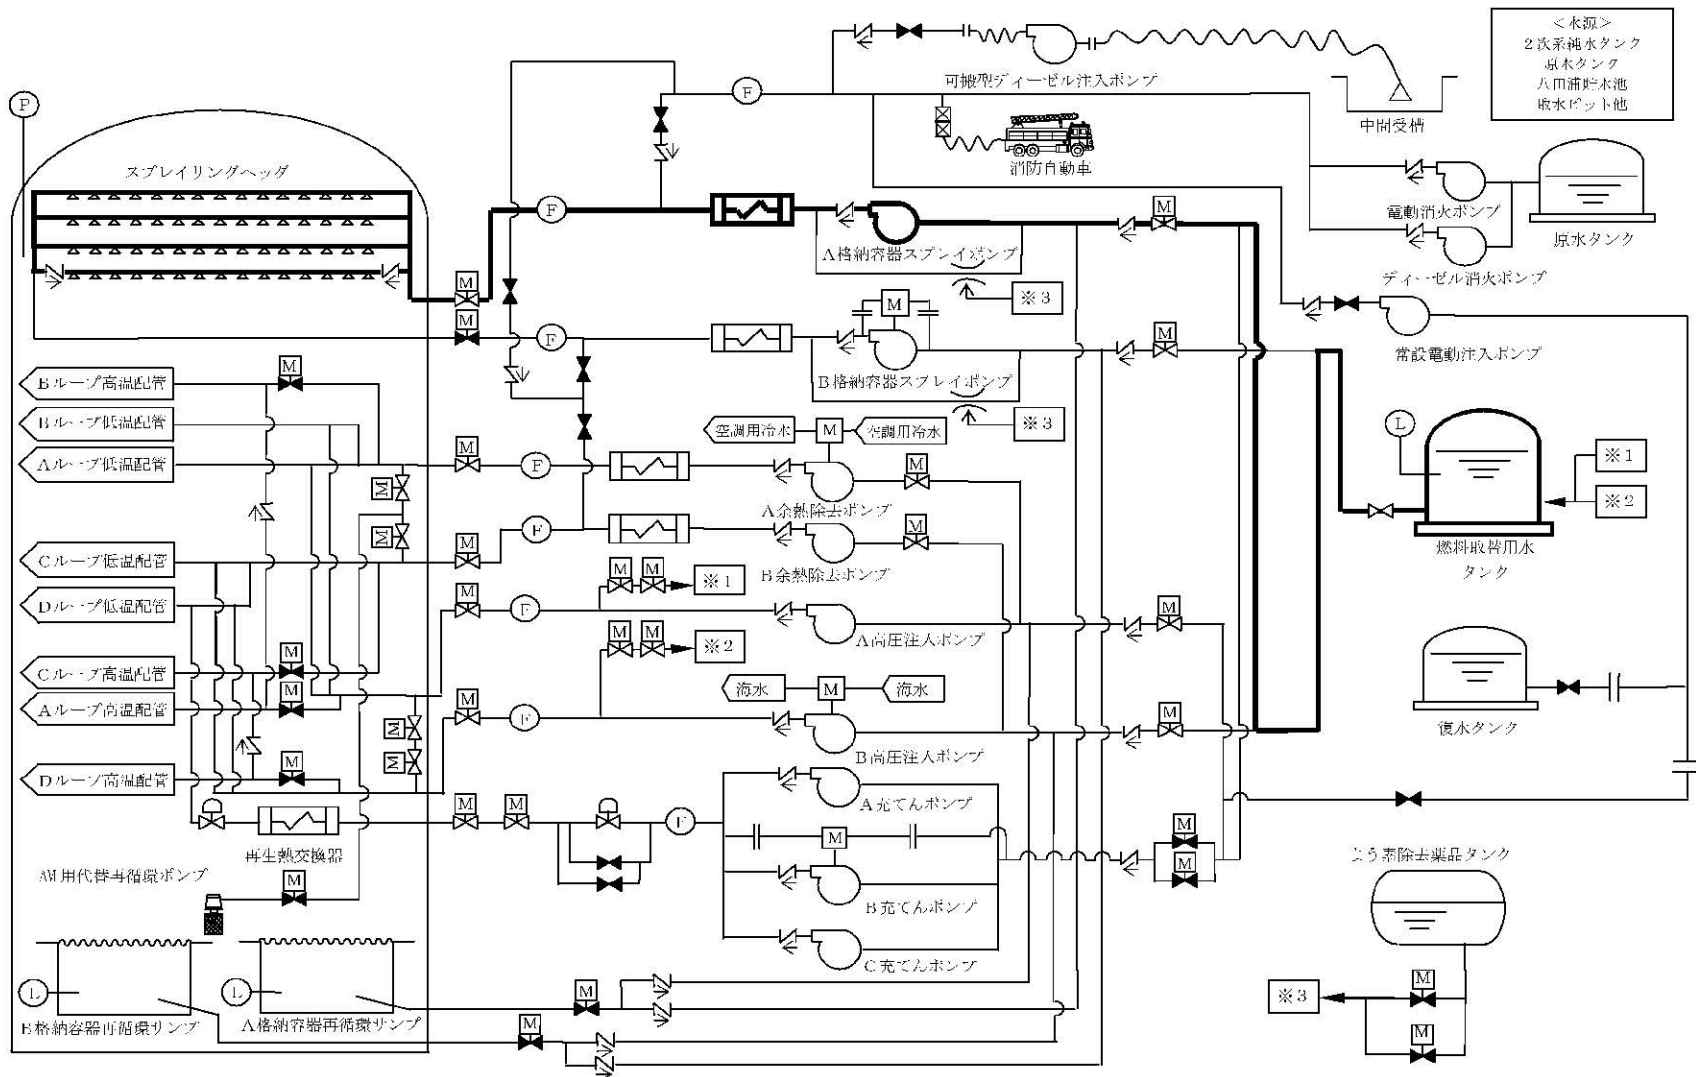 ＜水源＞
２次系純水タンク
原水タンク
八田浦貯水池
取水ピット他
可搬型ディーゼル注入ポンプ
中間受槽
P
F
消防自動車
スプレイリングヘッダ
電動消火ポンプ
原水タンク
ディーゼル消火ポンプ
F
M
A格納容器スプレイポンプ
※3
M
M
F
M
M
B格納容器スプレイポンプ
※3
常設電動注入ポンプ
Bループ高温配管
M
Bループ低温配管
空調用冷水
M
空調用冷水
L
Aループ低温配管
M
F
M
M
※1
※2
A余熱除去ポンプ
M
F
M
燃料取替用水
タンク
Cループ低温配管
M
B余熱除去ポンプ
M
M
※1
Dループ低温配管
M
F
M
A高圧注入ポンプ
M
M
※2
Cループ高温配管
M
Aループ高温配管
M
海水
M
海水
M
F
M
復水タンク
M
M
B高圧注入ポンプ
Dループ高温配管
M
A充てんポンプ
M
M
F
M
M
再生熱交換器
M
よう素除去薬品タンク
AM用代替再循環ポンプ
M
B充てんポンプ
C充てんポンプ
L
L
M
※3
M
B格納容器再循環サンプ
A格納容器再循環サンプ
M
M